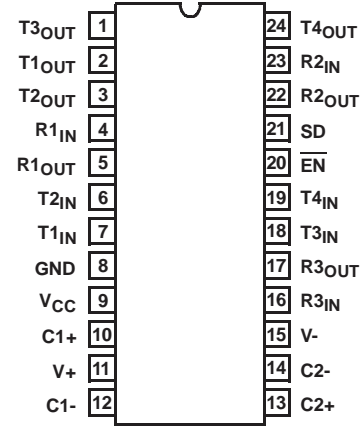 T3OUT 1 24 T4OUT
T1OUT 2 23 R2IN
T2OUT 3 22 R2OUT
R1IN 4 21 SD
R1OUT 5 20 EN
T2IN 6 19 T4IN
T1IN 7 18 T3IN
GND 8 17 R3OUT
VCC 9 16 R3IN
C1+ 10 15 V-
V+ 11 14 C2-
C1- 12 13 C2+